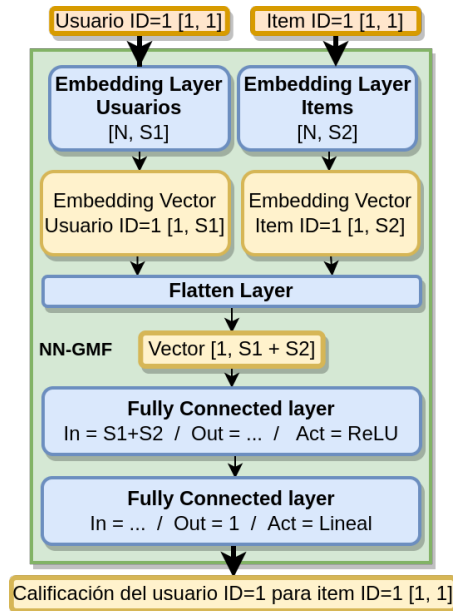 Usuario ID=1 [1, 1]
Item ID=1 [1, 1]
Embedding Layer
Usuarios
[N, S1]
Embedding Layer
Items
[N, S2]
Embedding Vector
Usuario ID=1 [1, S1]
Embedding Vector
Item ID=1 [1, S2]
Flatten Layer
NN-GMF
Vector [1, S1 + S2]
Fully Connected layer
In = S1+S2 / Out = ... / Act = ReLU
Fully Connected layer
In = ... / Out = 1 / Act = Lineal
Calificación del usuario ID=1 para item ID=1 [1, 1]